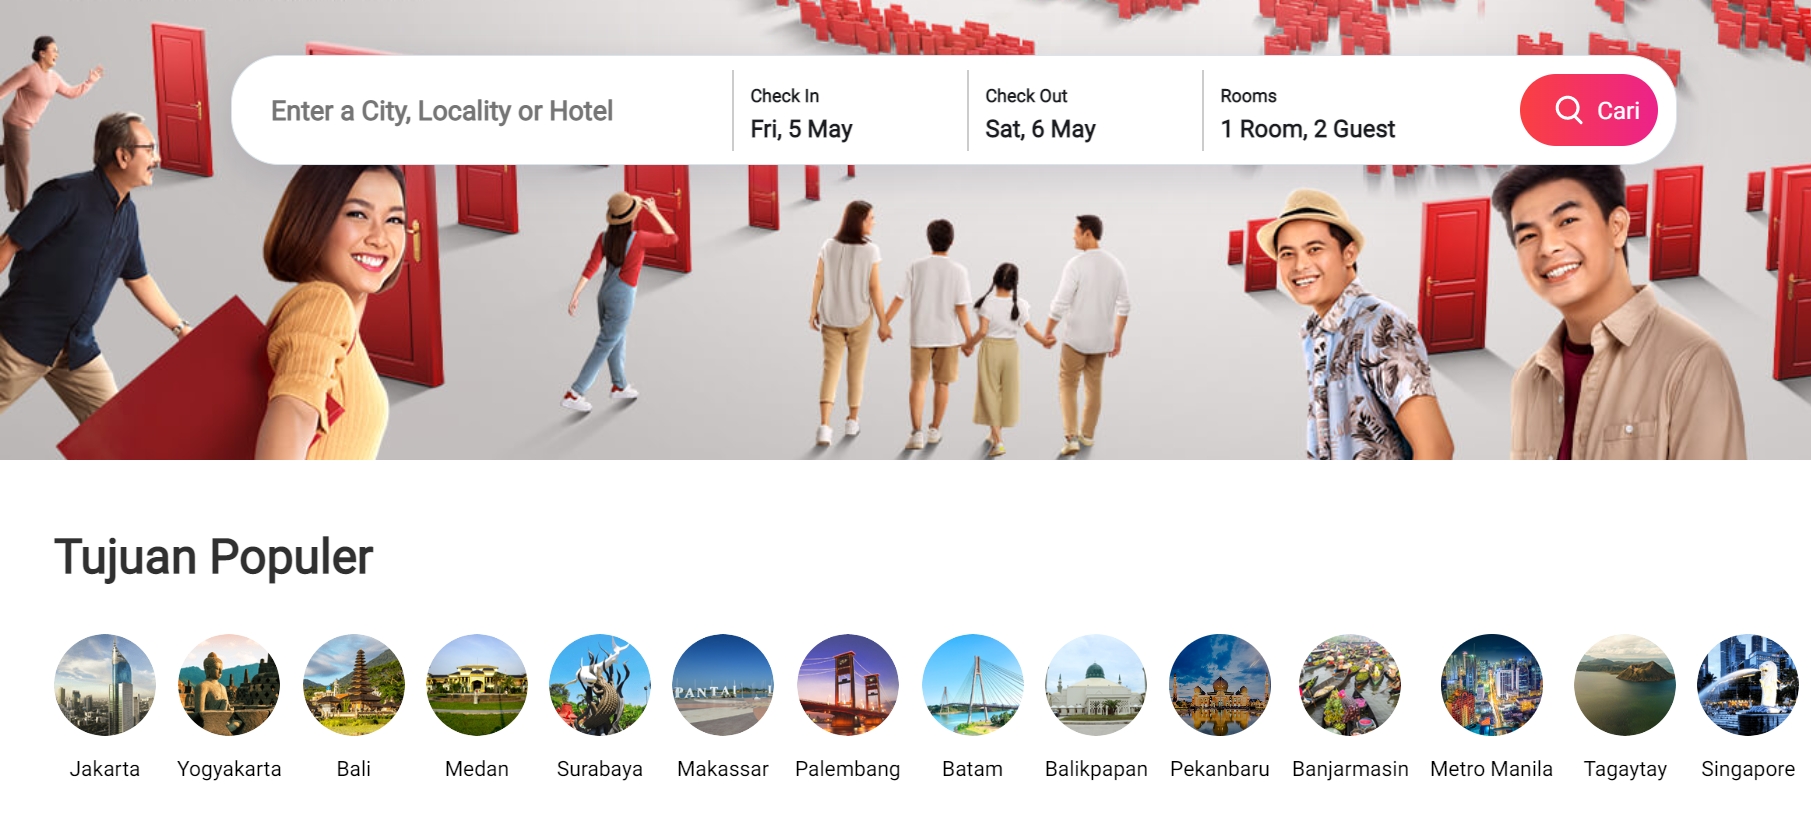 Enter a City, Locality or Hotel
Check In
Fri, 5 May
Check Out
Sat, 6 May
Rooms
1 Room, 2 Guest
Cari
Tujuan Populer
PANTAI L
Jakarta
Yogyakarta
Bali
Medan
Surabaya
Makassar
Palembang
Batam
Balikpapan
Pekanbaru
Banjarmasin
Metro Manila
Tagaytay
Singapore